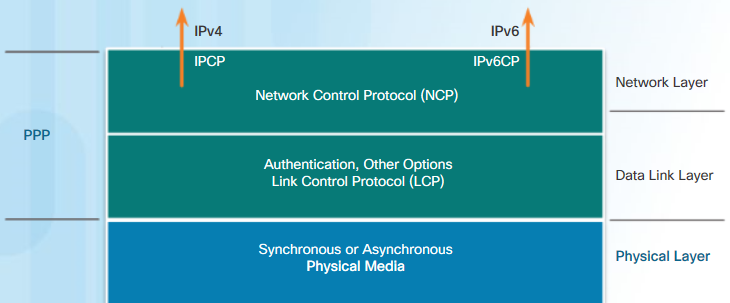 IPv4
IPv6
IPCP
IPv6CP
Network Control Protocol (NCP)
Network Layer
PPP
Authentication, Other Options
Link Control Protocol (LCP)
Data Link Layer
Synchronous or Asynchronous
Physical Media
Physical Layer